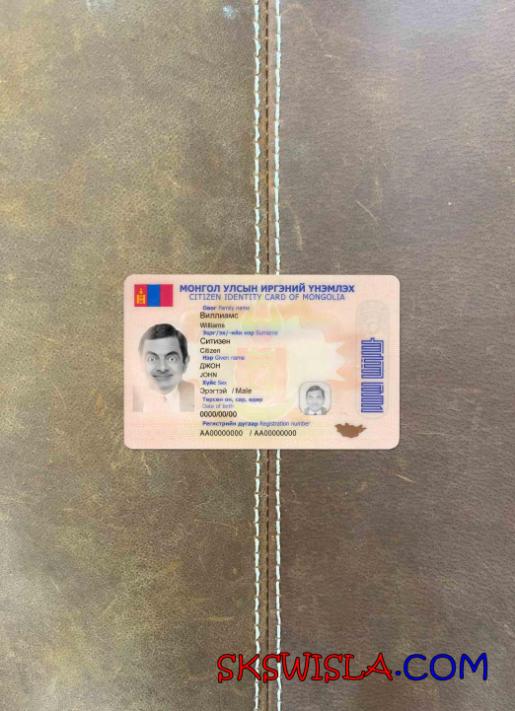 МОНГОЛ УЛСЫН ИРГЭНИЙ ҮНЭМЛЭХ
CITIZEN IDENTITY CARD OF MONGOLIA
Овог Family name
Виллиамс
Williams
Эцэг/эх/-ийн нэр Surname
Ситизен
Citizen
Нэр Given name
ДЖОН
JOHN
Хүйс Sex
Эрэгтэй / Male
Төрсөн он, сар, өдөр
Date of birth
0000/00/00
Регистрийн дугаар Registration number
AA00000000 / AA00000000
SKSWISLA.COM